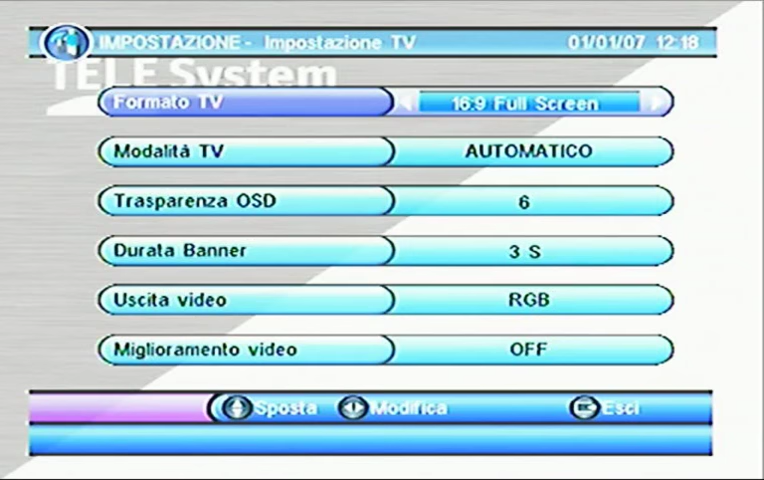 IMPOSTAZIONE - Impostazione TV 01/01/07 12:18
TELE System
Formato TV 16:9 Full Screen
Modalitá TV AUTOMATICO
Trasparenza OSD 6
Durata Banner 3 S
Uscita video RGB
Miglioramento video OFF
Sposta Modifica Esci